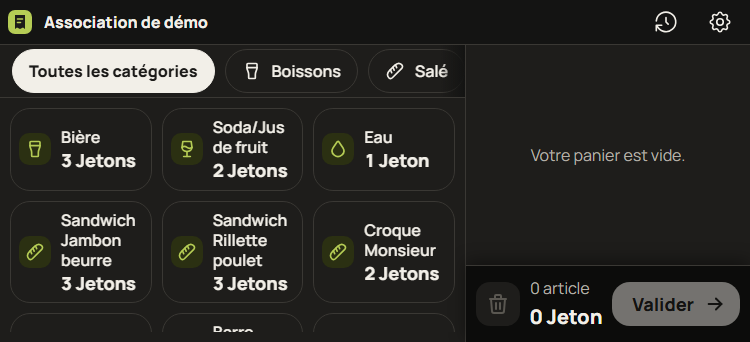 Association de démo
Toutes les catégories
Boissons
Salé
Bière
3 Jetons
Soda/Jus
de fruit
2 Jetons
Eau
1 Jeton
Sandwich
Jambon
beurre
3 Jetons
Sandwich
Rillette
poulet
3 Jetons
Croque
Monsieur
2 Jetons
Votre panier est vide.
0 article
0 Jeton
Valider